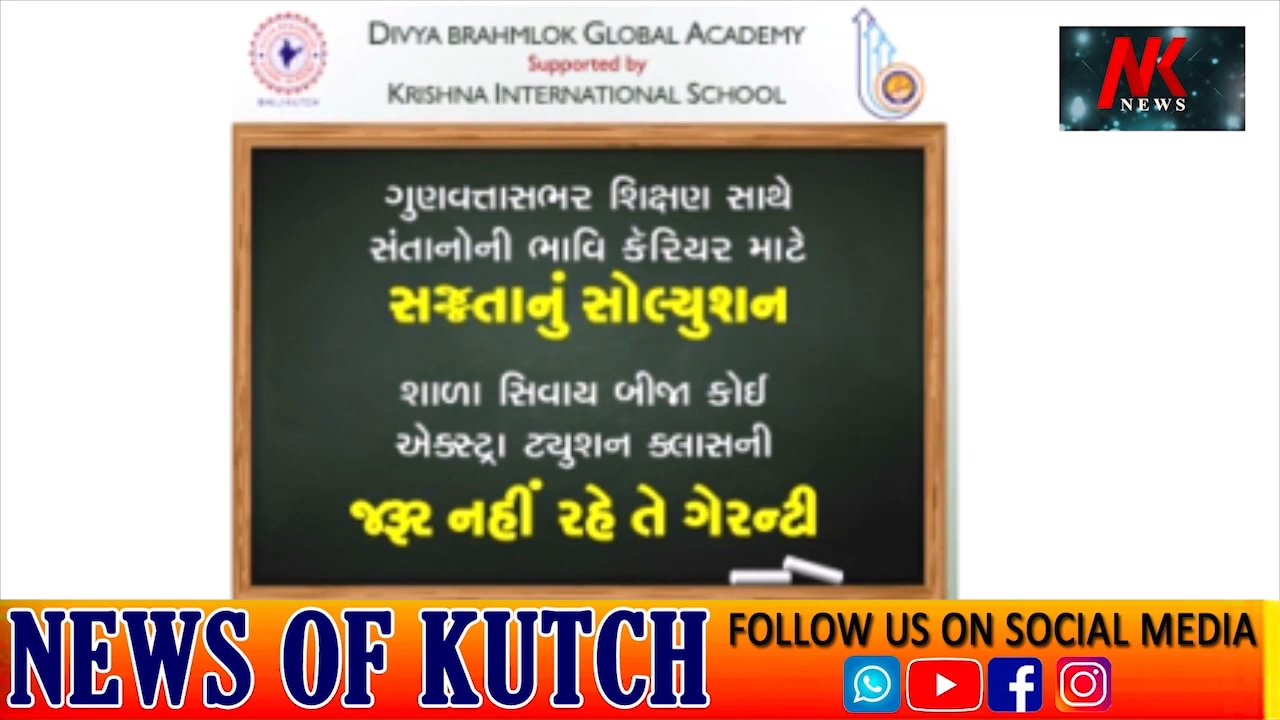 DIVYA BRAHMLOK GLOBAL ACADEMY
Supported by
KRISHNA INTERNATIONAL SCHOOL
NK
NEWS
ગુણવત્તાસભર શિક્ષણ સાથે
સંતાનોની ભાવિ કૅરિયર માટે
સોલ્યુશન
શાળા સિવાય બીજા કોઈ
એક્સ્ટ્રા ટ્યુશન ક્લાસની
જરૂર નહીં રહે તે ગેરન્ટી
NEWS OF KUTCH
FOLLOW US ON SOCIAL MEDIA